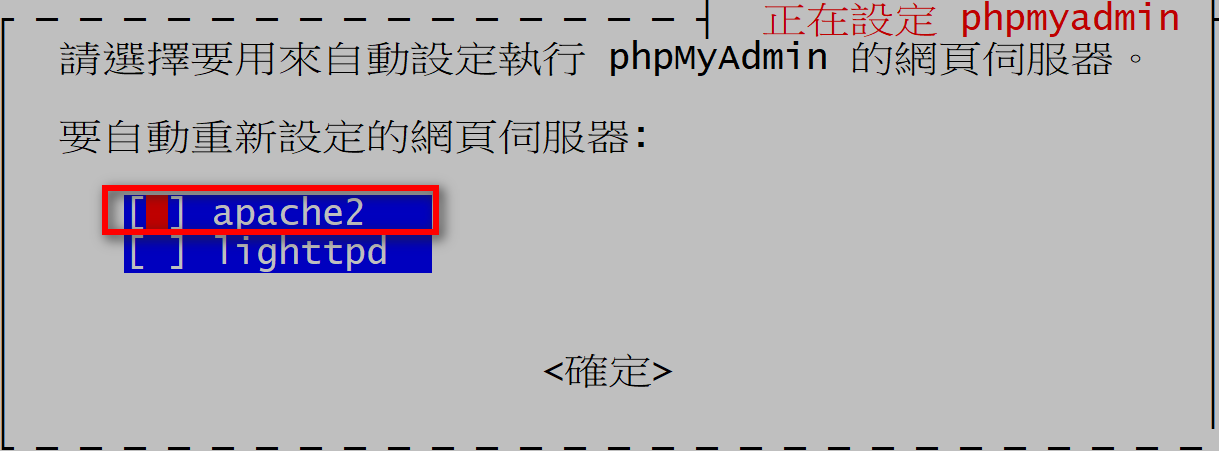 正在設定 phpmyadmin
請選擇要用來自動設定執行 phpMyAdmin 的網頁伺服器。
要自動重新設定的網頁伺服器:
[ ] apache2
[ ] lighttpd
<確定>